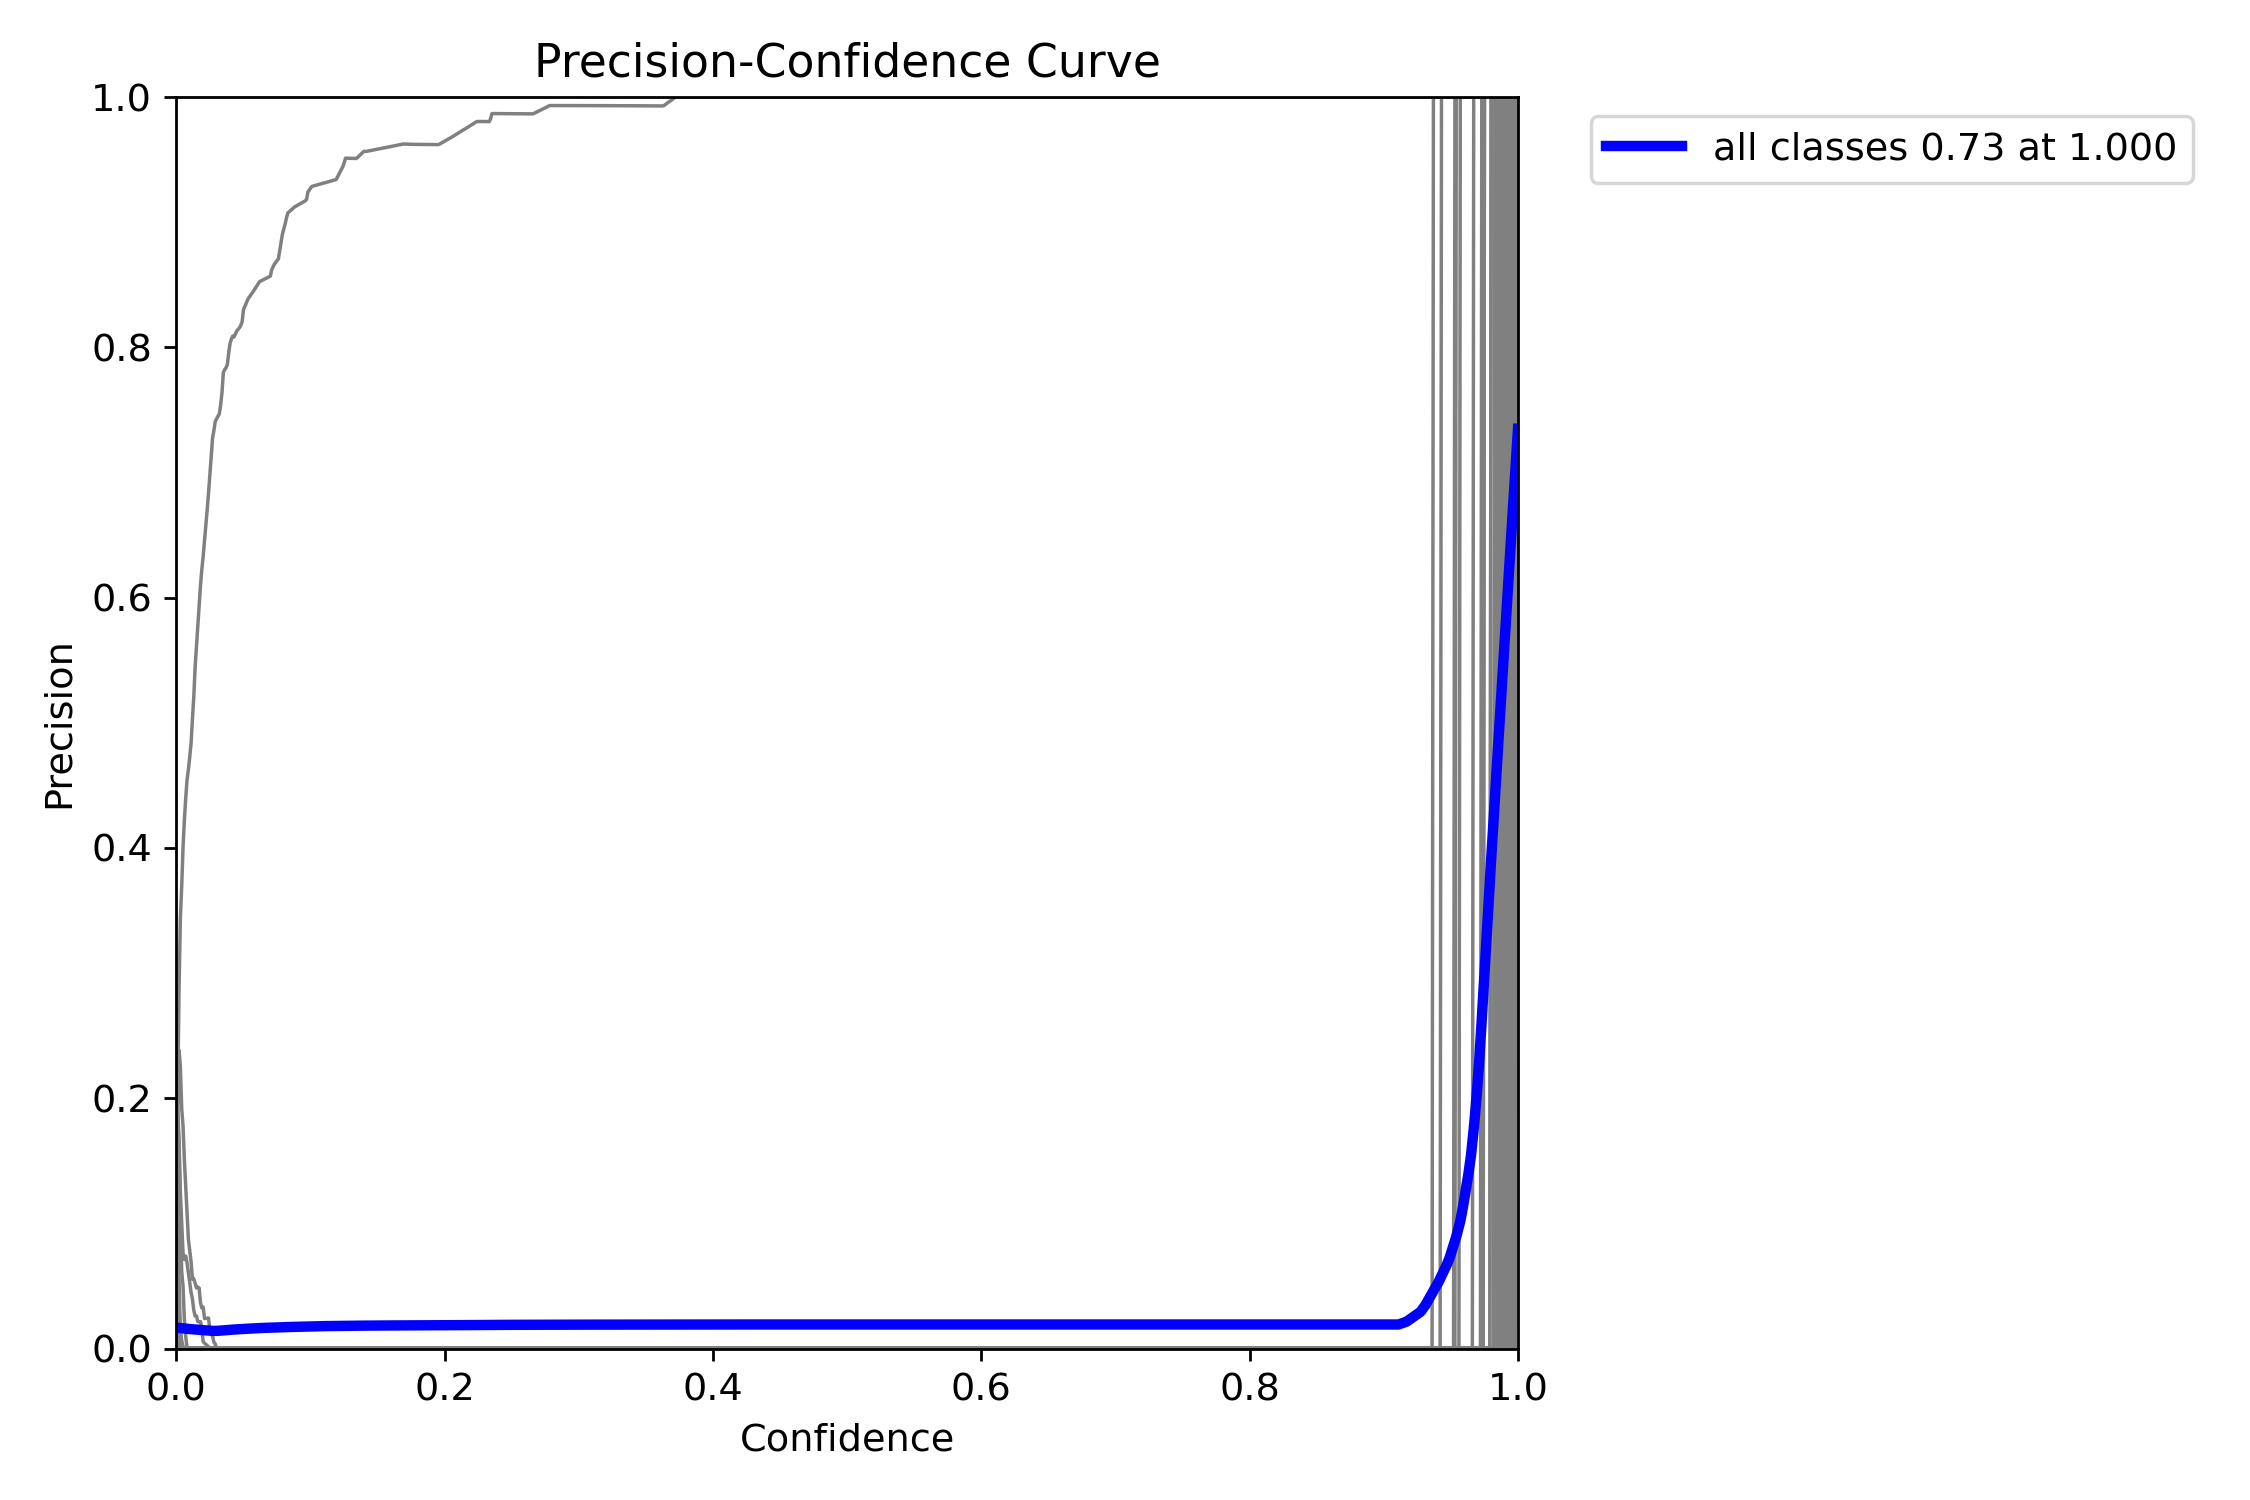 Precision-Confidence Curve
1.0
0.8
0.6
0.4
0.2
0.0
Precision
0.0 0.2 0.4 0.6 0.8 1.0
Confidence
all classes 0.73 at 1.000